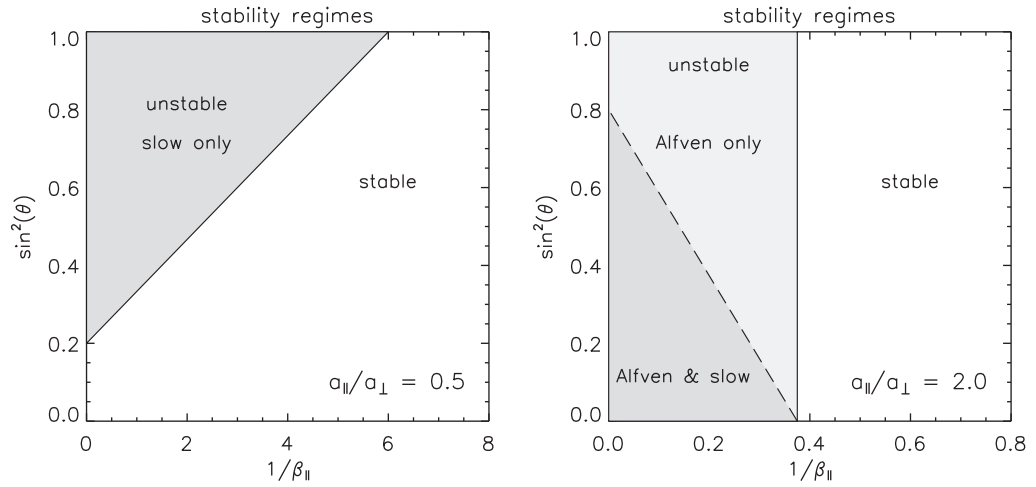 stability regimes
1.0
0.8
0.6
0.4
0.2
0.0
sin²(θ)
unstable
slow only
stable
a∥/a⊥ = 0.5
0 2 4 6 8
1/β∥
stability regimes
1.0
0.8
0.6
0.4
0.2
0.0
sin²(θ)
unstable
Alfven only
stable
Alfven & slow
a∥/a⊥ = 2.0
0.0 0.2 0.4 0.6 0.8
1/β∥